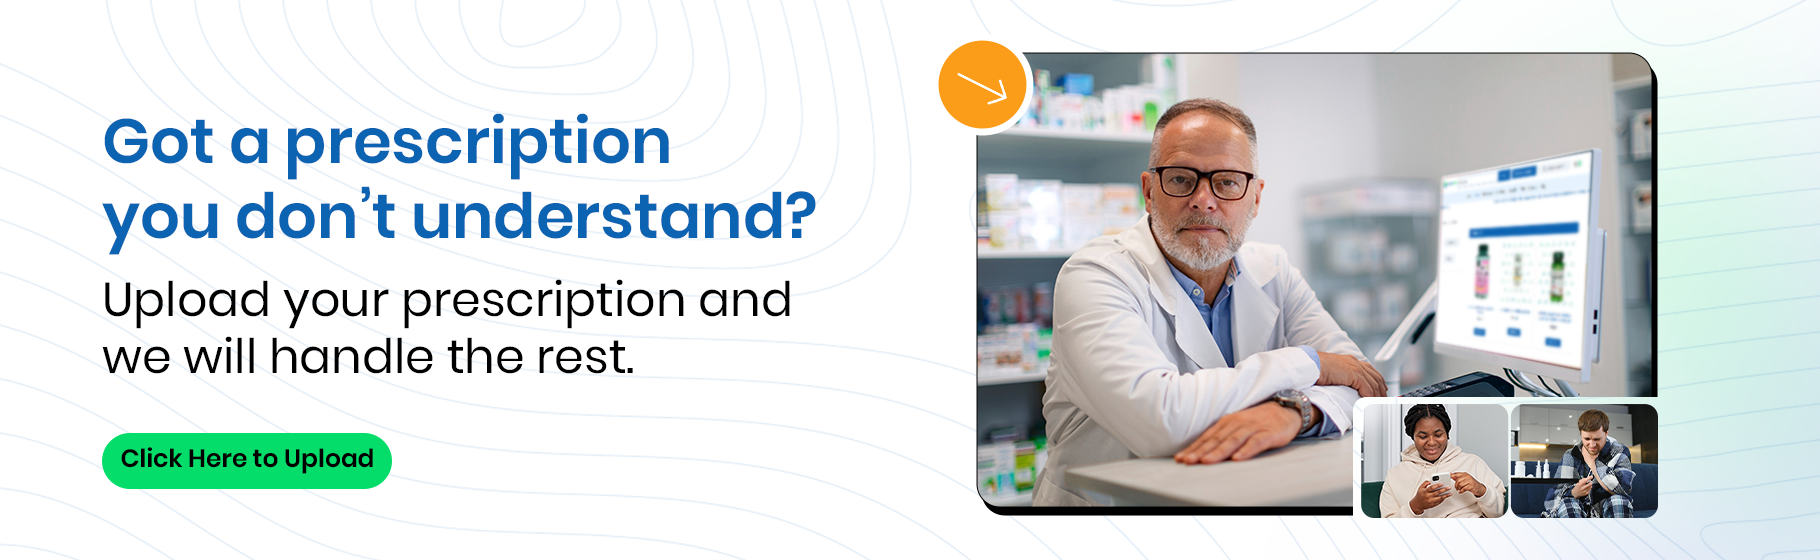 Got a prescription
you don’t understand?
Upload your prescription and
we will handle the rest.
Click Here to Upload